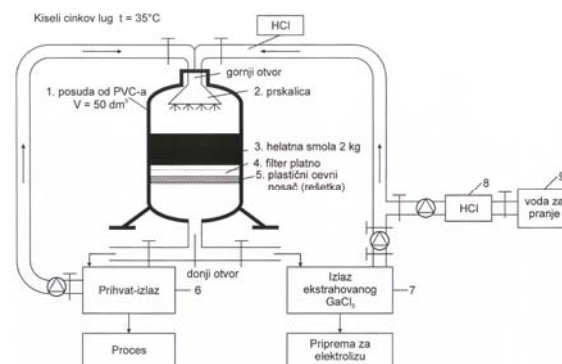 Kiseli cinkov lug t = 35°C
HCl
gornji otvor
1. posuda od PVC-a
V = 50 dm³
2. prskalica
3. helatna smola 2 kg
4. filter platno
5. plastični cevni
nosač (rešetka)
8
9
HCl
voda za
pranje
donji otvor
Prihvat-izlaz
6
Izlaz
ekstrahovanog
GaCl₃
7
Proces
Priprema za
elektrolizu